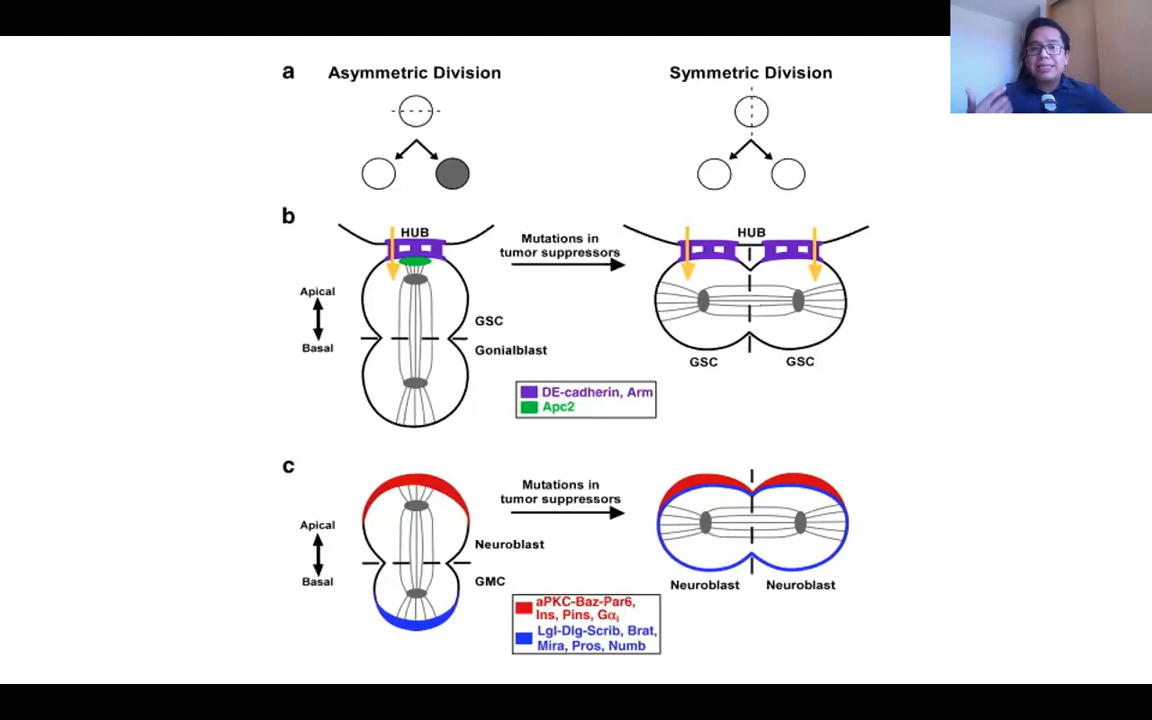 a
Asymmetric Division
Symmetric Division
b
HUB
Mutations in
tumor suppressors
HUB
Apical
Basal
GSC
Gonialblast
GSC
GSC
DE-cadherin, Arm
Apc2
c
Mutations in
tumor suppressors
Apical
Basal
Neuroblast
GMC
Neuroblast
Neuroblast
aPKC-Baz-Par6,
Ins, Pins, Gαi
Lgl-Dlg-Scrib, Brat,
Mira, Pros, Numb